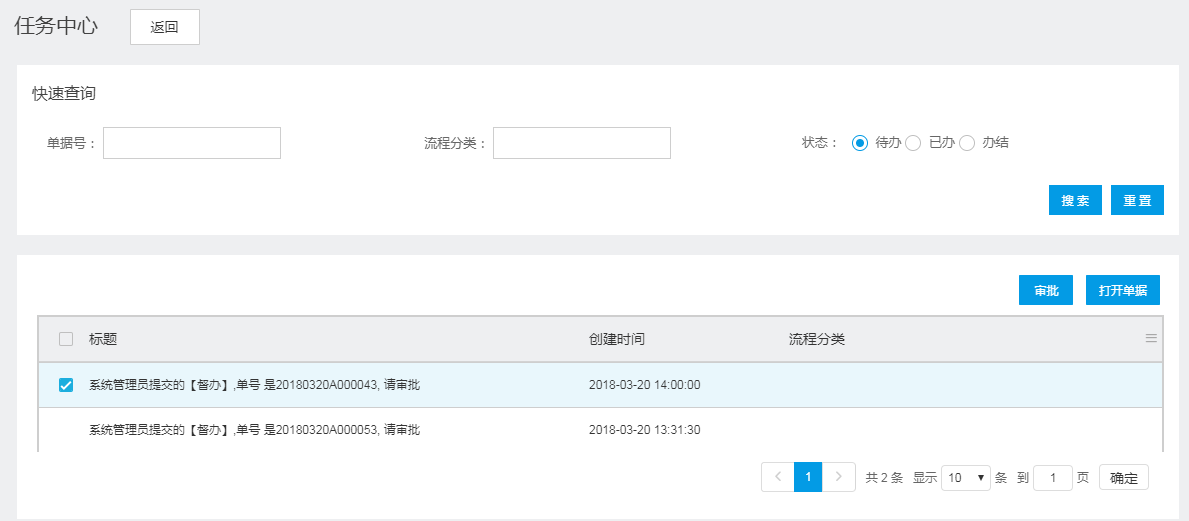 任务中心 返回
快速查询
单据号： 流程分类： 状态： 待办 已办 办结
搜索 重置
审批 打开单据
标题 创建时间 流程分类
系统管理员提交的【督办】,单号 是20180320A000043, 请审批 2018-03-20 14:00:00
系统管理员提交的【督办】,单号 是20180320A000053, 请审批 2018-03-20 13:31:30
1 共 2 条 显示 10 条 到 1 页 确定